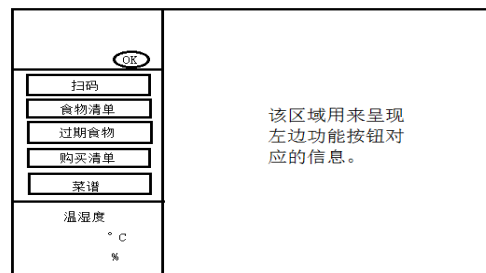 OK
扫码
食物清单
过期食物
购买清单
菜谱
温湿度
°C
%
该区域用来呈现
左边功能按钮对
应的信息。